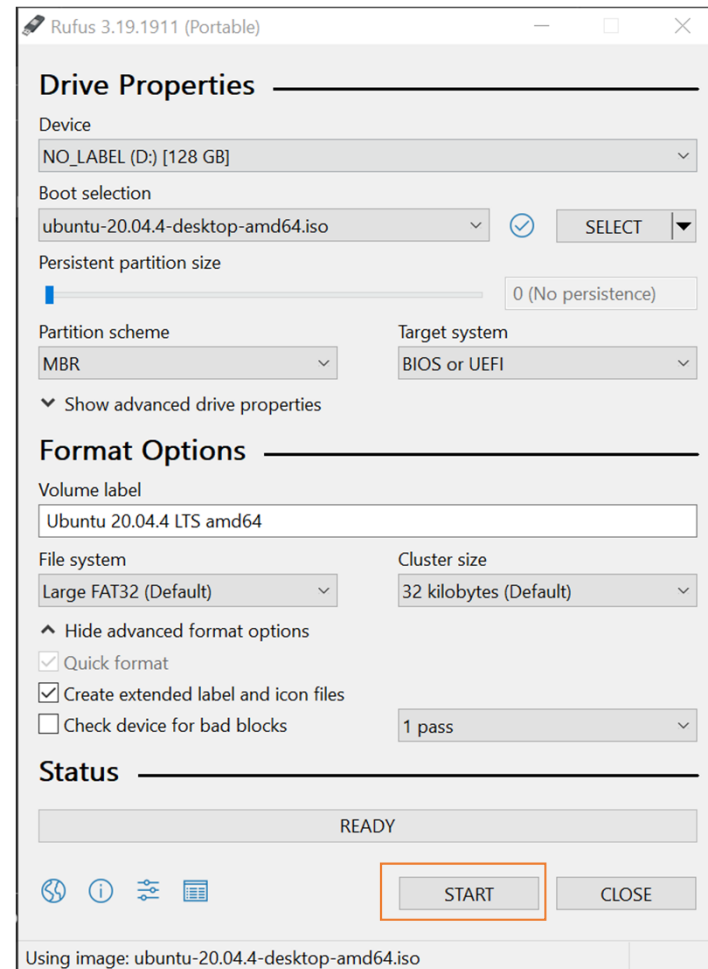 Rufus 3.19.1911 (Portable)
Drive Properties
Device
NO_LABEL (D:) [128 GB]
Boot selection
ubuntu-20.04.4-desktop-amd64.iso
SELECT
Persistent partition size
0 (No persistence)
Partition scheme
Target system
MBR
BIOS or UEFI
Show advanced drive properties
Format Options
Volume label
Ubuntu 20.04.4 LTS amd64
File system
Cluster size
Large FAT32 (Default)
32 kilobytes (Default)
Hide advanced format options
Quick format
Create extended label and icon files
Check device for bad blocks
1 pass
Status
READY
START
CLOSE
Using image: ubuntu-20.04.4-desktop-amd64.iso